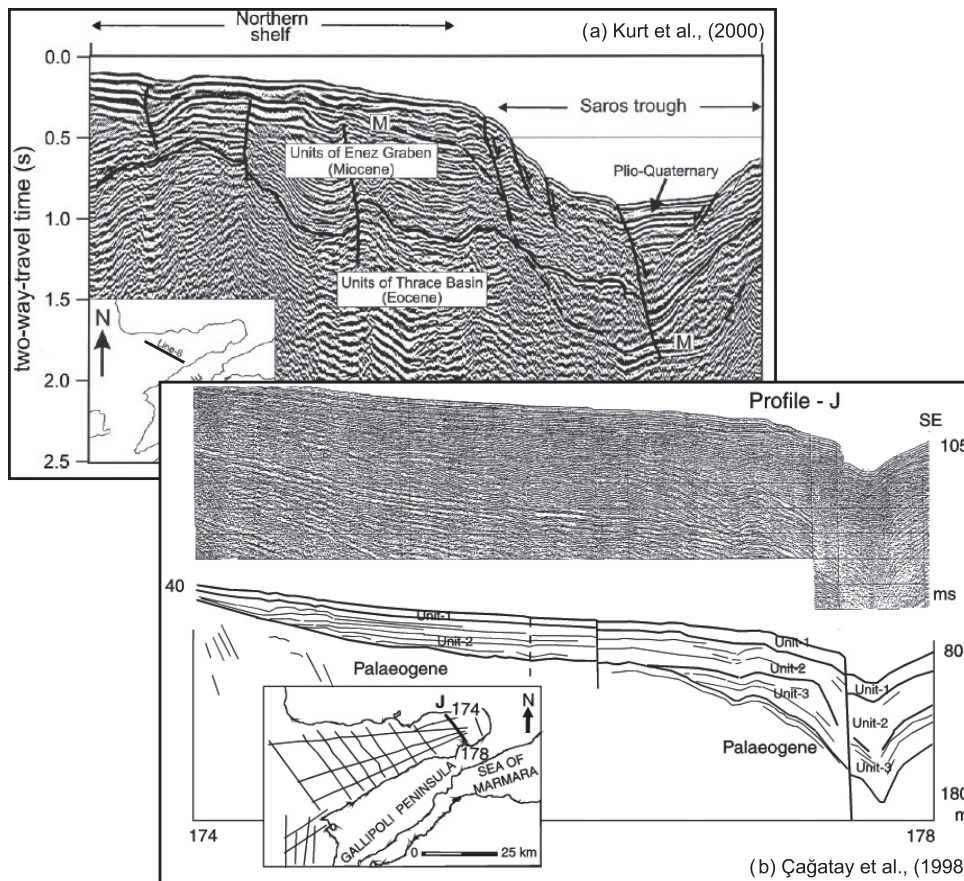 Northern
shelf
(a) Kurt et al., (2000)
0.0
Saros trough
M
0.5
Units of Enez Graben
(Miocene)
Plio-Quaternary
two-way-travel time (s)
1.0
Units of Thrace Basin
(Eocene)
1.5
N
Line-6
M
2.0
2.5
Profile - J
SE
105
ms
40
Unit-1
Unit-1
80
Unit-2
Unit-2
Unit-1
Palaeogene
Unit-3
Unit-2
Palaeogene
Unit-3
J
174
N
178
SEA OF
MARMARA
GALLIPOLI PENINSULA
0
25 km
180
m
174
178
(b) Çağatay et al., (1998